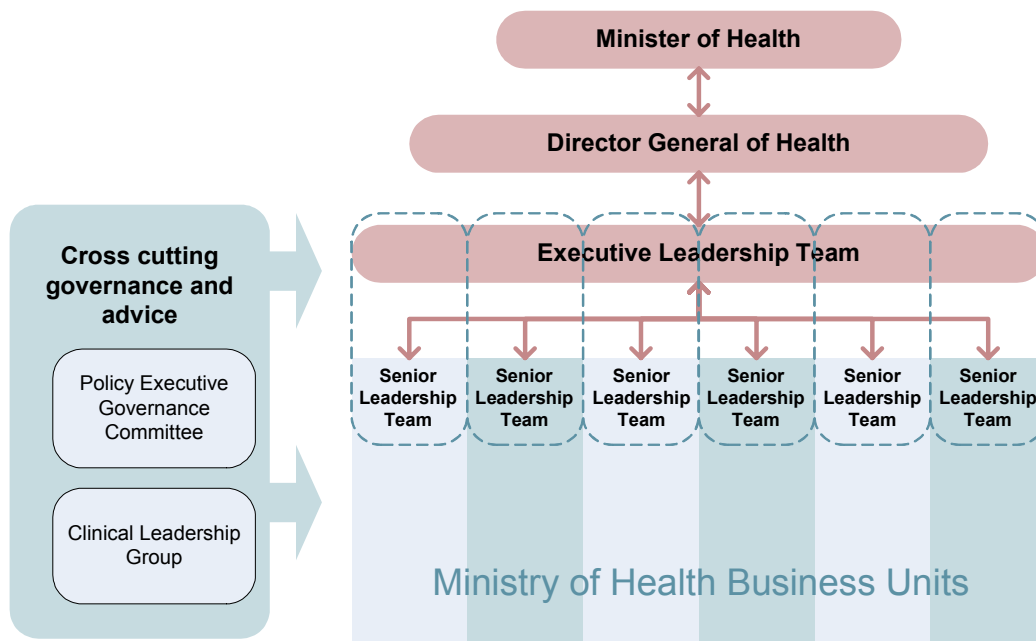 Minister of Health
Director General of Health
Executive Leadership Team
Cross cutting
governance and
advice
Policy Executive
Governance
Committee
Clinical Leadership
Group
Senior
Leadership
Team
Senior
Leadership
Team
Senior
Leadership
Team
Senior
Leadership
Team
Senior
Leadership
Team
Senior
Leadership
Team
Ministry of Health Business Units